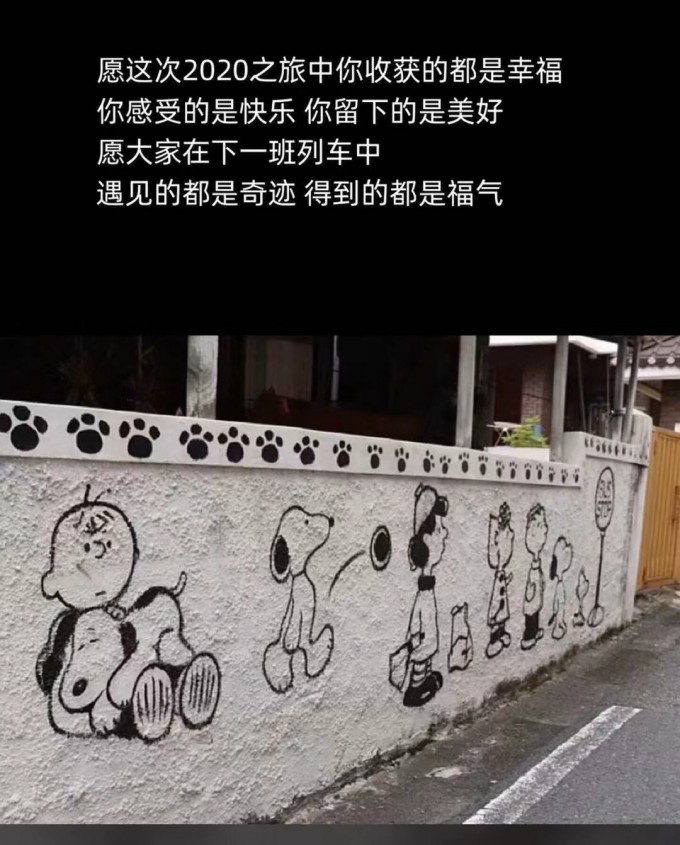 愿这次2020之旅中你收获的都是幸福
你感受的是快乐 你留下的是美好
愿大家在下一班列车中
遇见的都是奇迹 得到的都是福气
BUS
STOP